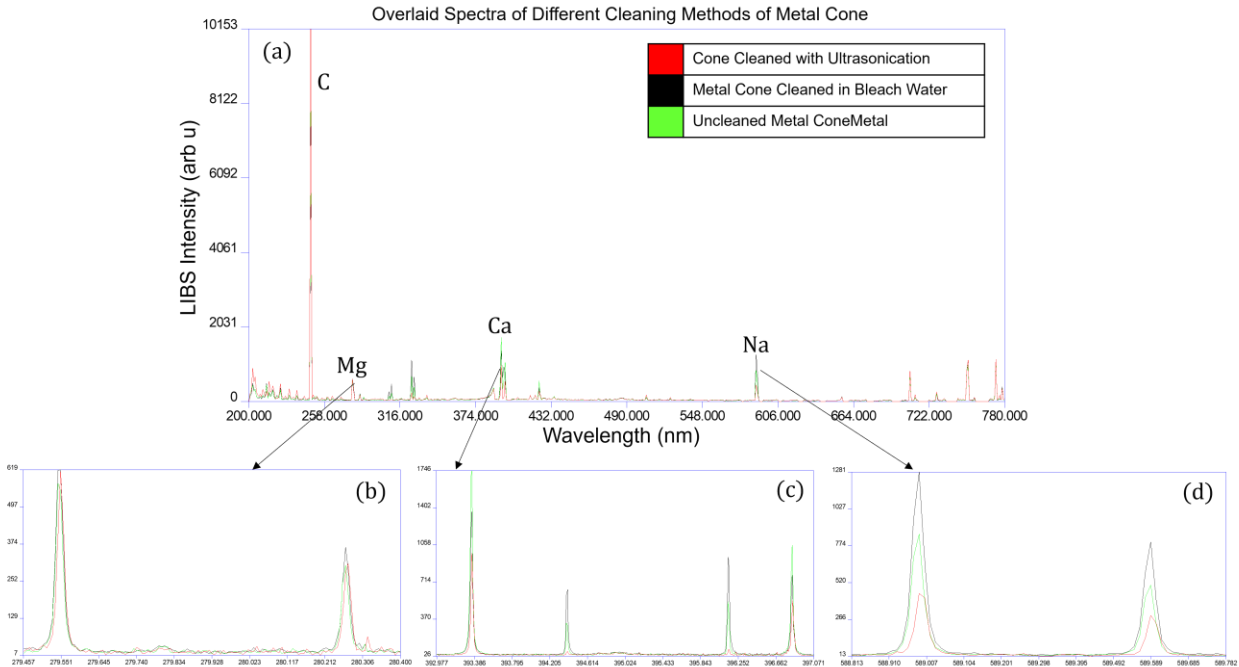 Overlaid Spectra of Different Cleaning Methods of Metal Cone
LIBS Intensity (arb u)
10153
8122
6092
4061
2031
0
(a)
C
Mg
Ca
Na
Cone Cleaned with Ultrasonication
Metal Cone Cleaned in Bleach Water
Uncleaned Metal ConeMetal
200.000 258.000 316.000 374.000 432.000 490.000 548.000 606.000 664.000 722.000 780.000
Wavelength (nm)
(b)
619
497
374
252
129
7
279.457 279.551 279.645 279.740 279.834 279.928 280.023 280.117 280.212 280.306 280.400
(c)
1746
1402
1058
714
370
26
392.977 393.386 393.795 394.205 394.614 395.024 395.433 395.843 396.252 396.662 397.071
(d)
1281
1027
774
520
266
13
588.813 588.910 589.007 589.104 589.201 589.298 589.395 589.492 589.589 589.685 589.782